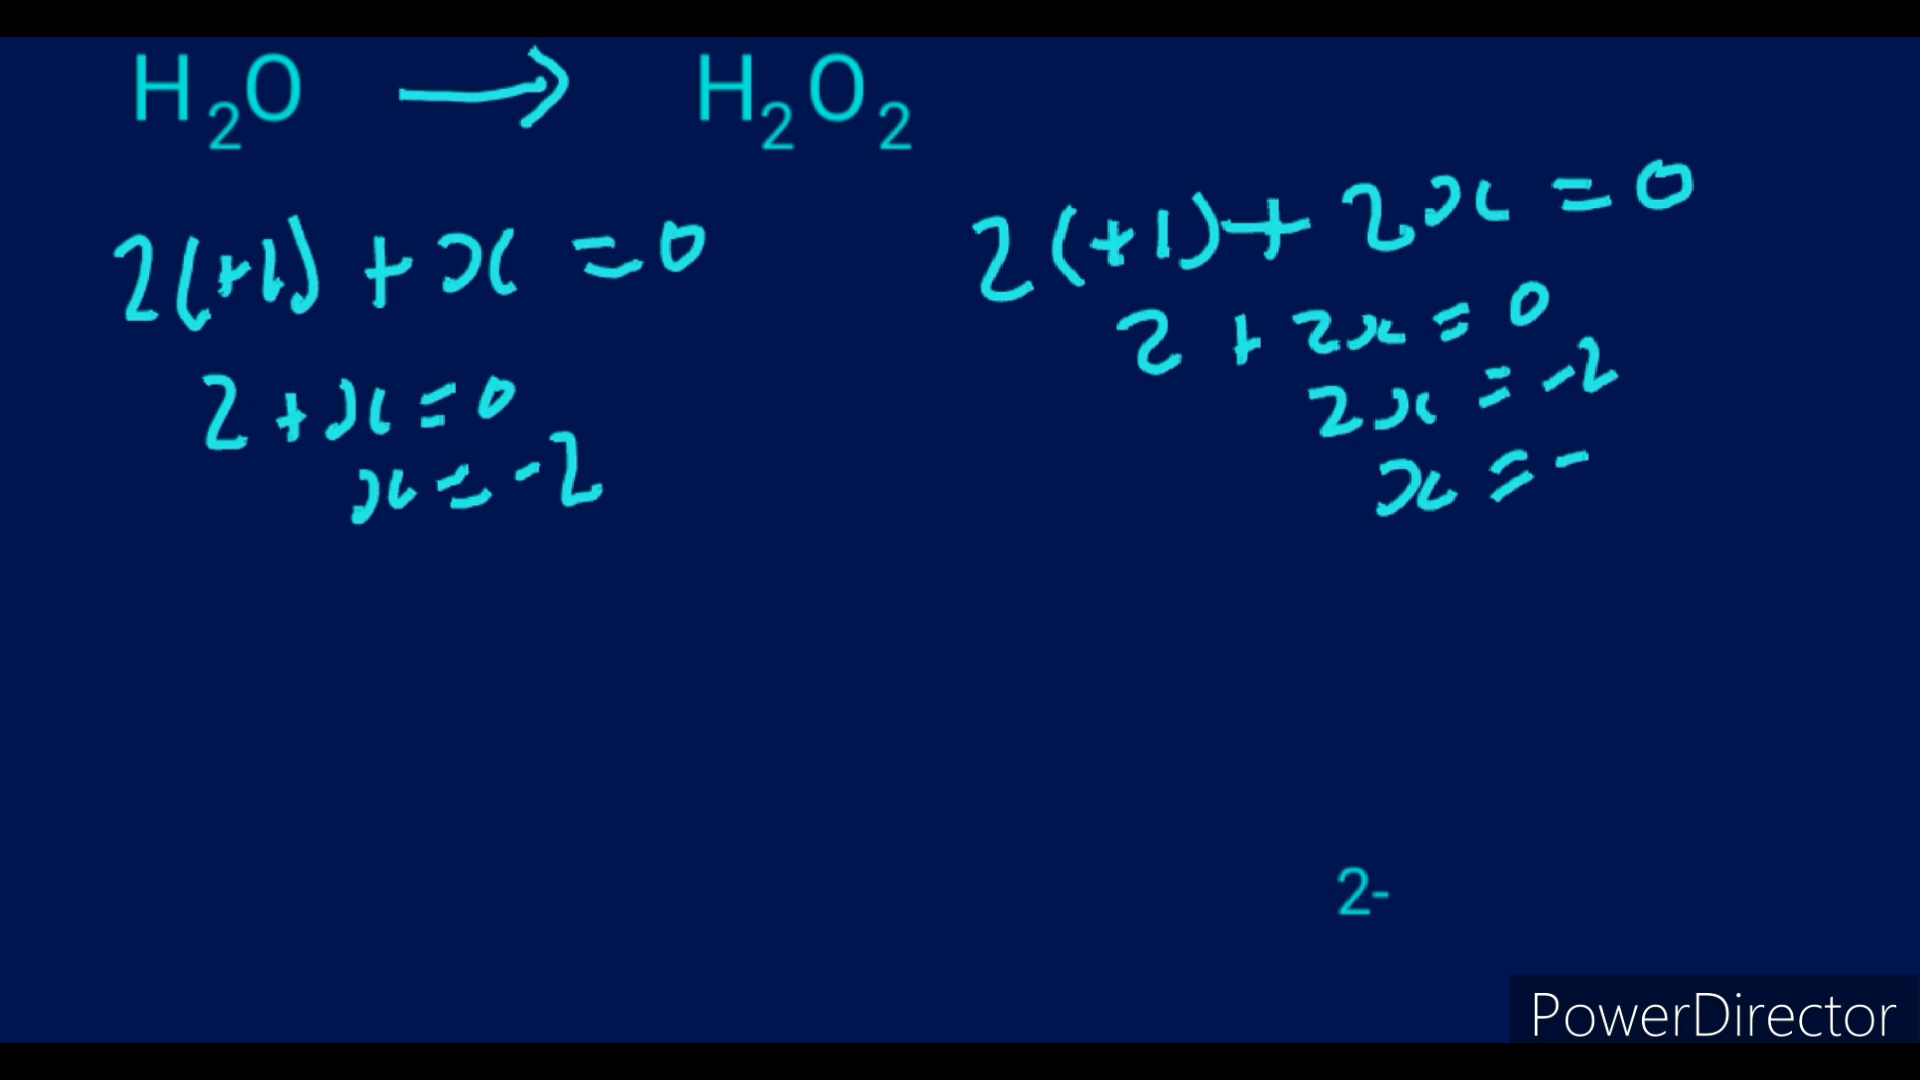 H₂O → H₂O₂
2(+1) + x = 0
2 + x = 0
x = -2
2(+1) + 2x = 0
2 + 2x = 0
2x = -2
x = -
2-
PowerDirector